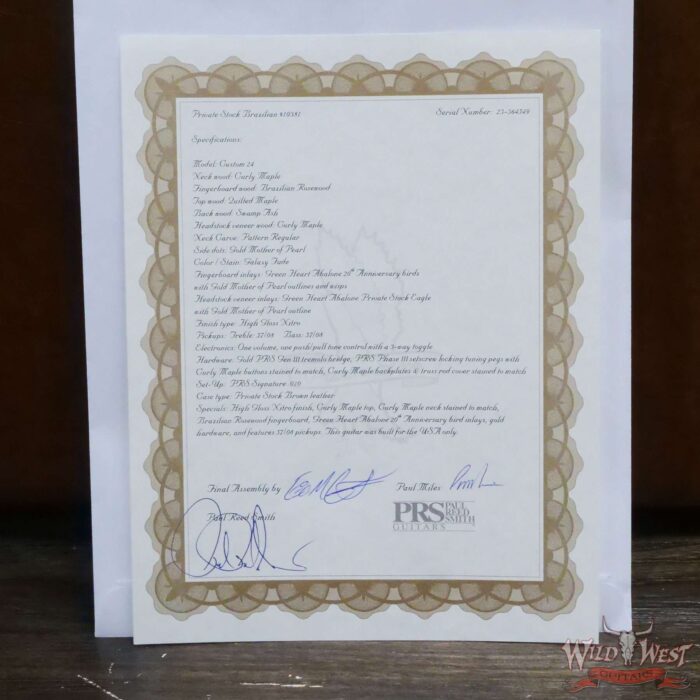 Private Stock Brazilian #10381 Serial Number: 23-364349
Specifications:
Model: Custom 24
Neck wood: Curly Maple
Fingerboard wood: Brazilian Rosewood
Top wood: Quilted Maple
Back wood: Swamp Ash
Headstock veneer wood: Curly Maple
Neck Carve: Pattern Regular
Side dots: Gold Mother of Pearl
Color / Stain: Galaxy Fade
Fingerboard inlays: Green Heart Abalone 20th Anniversary birds
with Gold Mother of Pearl outlines and wisps
Headstock veneer inlays: Green Heart Abalone Private Stock Eagle
with Gold Mother of Pearl outline
Finish type: High Gloss Nitro
Pickups: Treble: 57/08 Bass: 57/08
Electronics: One volume, one push/pull tone control with a 3-way toggle
Hardware: Gold PRS Gen III tremolo bridge, PRS Phase III setscrew locking tuning pegs with
Curly Maple buttons stained to match, Curly Maple backplates & truss rod cover stained to match
Set-Up: PRS Signature .010
Case type: Private Stock Brown leather
Specials: High Gloss Nitro finish, Curly Maple top, Curly Maple neck stained to match,
Brazilian Rosewood fingerboard, Green Heart Abalone 20th Anniversary bird inlays, gold
hardware, and features 57/08 pickups. This guitar was built for the USA only.
Final Assembly by Paul Miles
Paul Reed Smith
PRS PAUL REED SMITH
GUITARS
WILD WEST
GUITARS